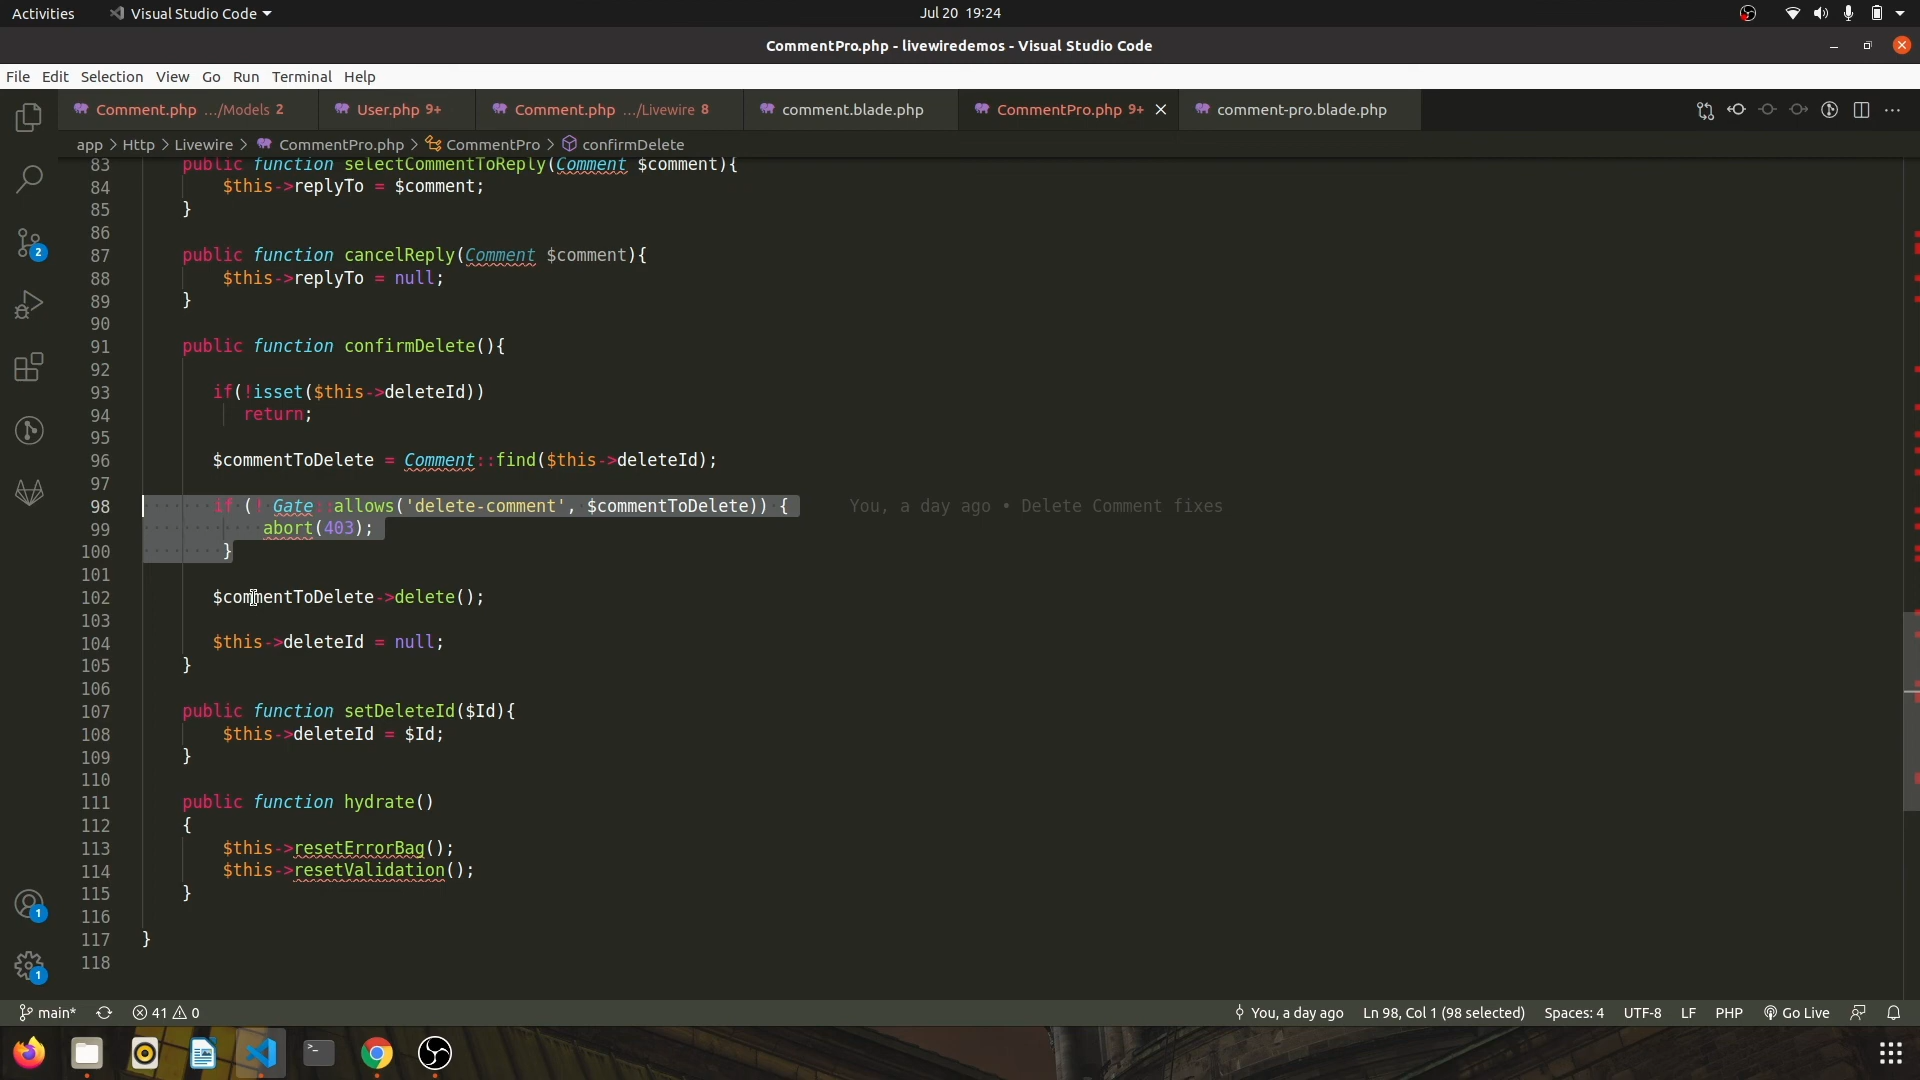 Activities Visual Studio Code Jul 20 19:24
CommentPro.php - livewiredemos - Visual Studio Code
File Edit Selection View Go Run Terminal Help
Comment.php .../Models 2 User.php 9+ Comment.php .../Livewire 8 comment.blade.php CommentPro.php 9+ comment-pro.blade.php
app > Http > Livewire > CommentPro.php > CommentPro > confirmDelete
83 public function selectCommentToReply(Comment $comment){
84 $this->replyTo = $comment;
85 }
86
87 public function cancelReply(Comment $comment){
88 $this->replyTo = null;
89 }
90
91 public function confirmDelete(){
92
93 if(!isset($this->deleteId))
94 return;
95
96 $commentToDelete = Comment::find($this->deleteId);
97
98 if (! Gate::allows('delete-comment', $commentToDelete)) { You, a day ago • Delete Comment fixes
99 abort(403);
100 }
101
102 $commentToDelete->delete();
103
104 $this->deleteId = null;
105 }
106
107 public function setDeleteId($Id){
108 $this->deleteId = $Id;
109 }
110
111 public function hydrate()
112 {
113 $this->resetErrorBag();
114 $this->resetValidation();
115 }
116
117 }
118
2
1
1
main* 41 0 You, a day ago Ln 98, Col 1 (98 selected) Spaces: 4 UTF-8 LF PHP Go Live